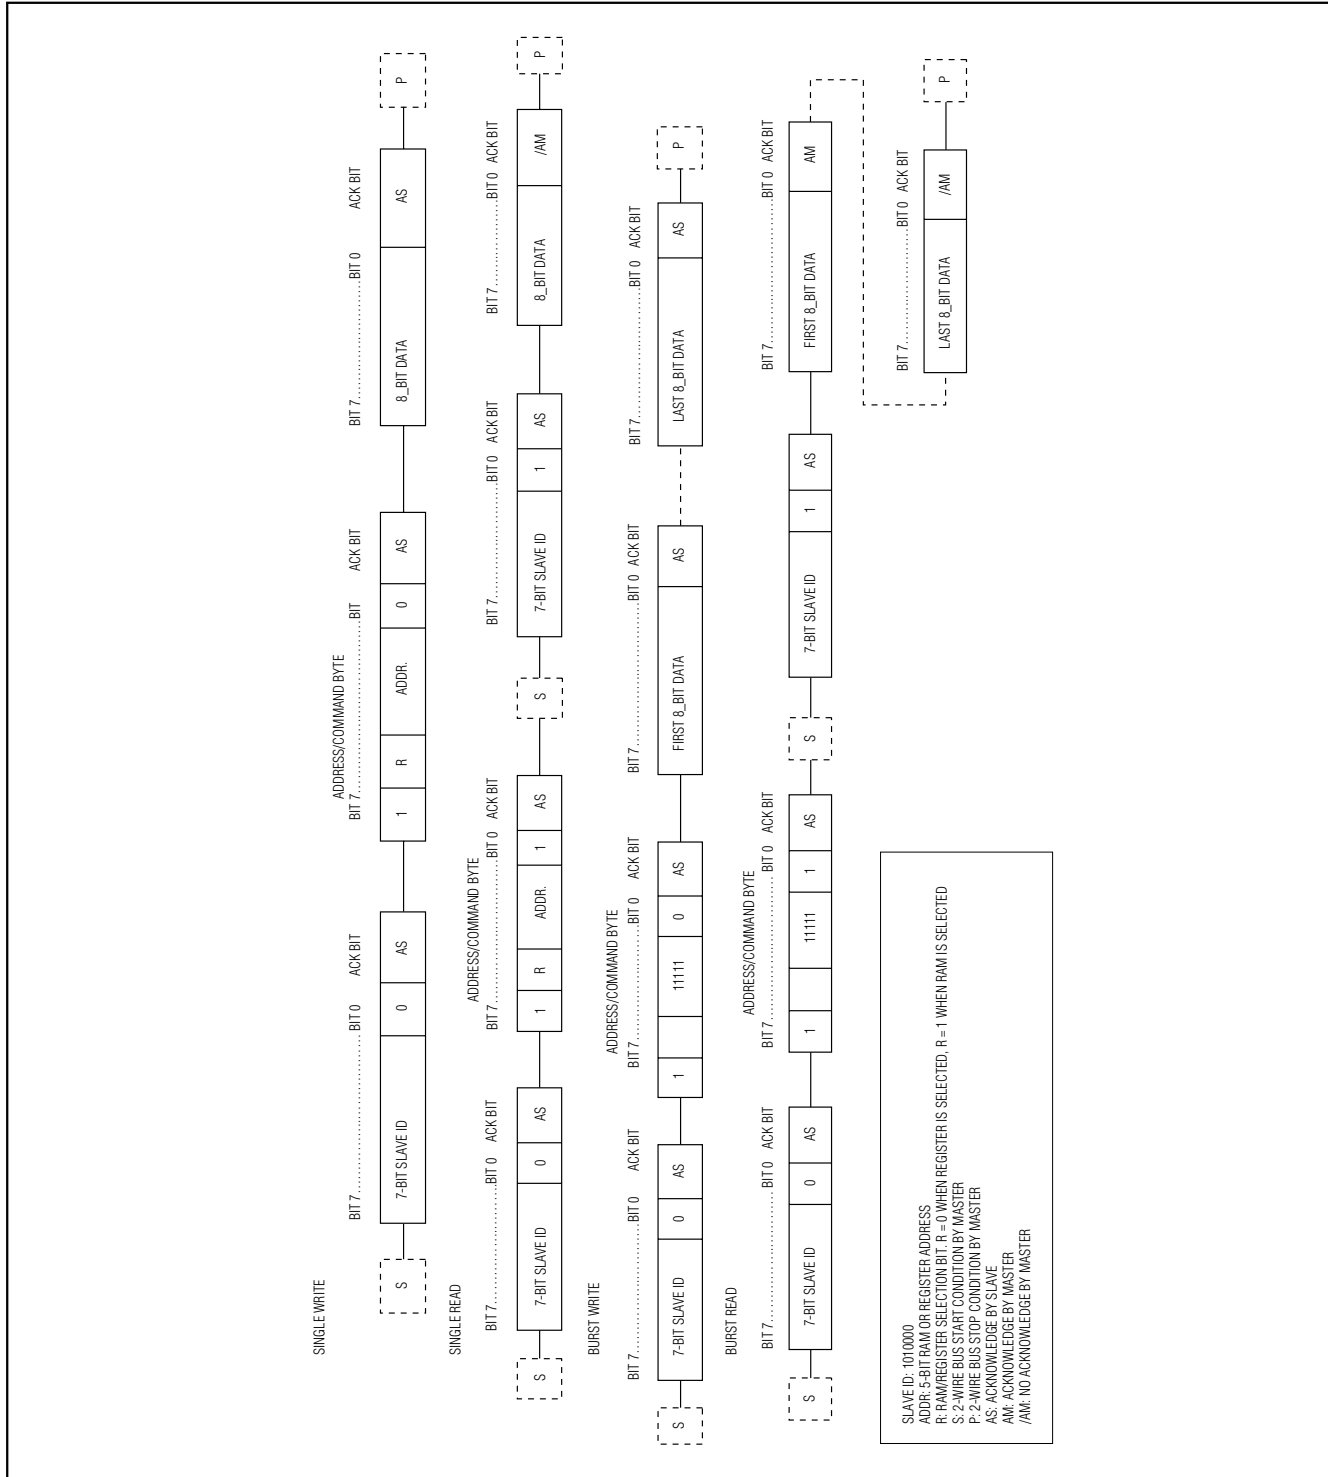 SINGLE WRITE
ADDRESS/COMMAND BYTE
BIT 7..............................BIT 0 ACK BIT BIT 7..............................BIT ACK BIT BIT 7..........................BIT 0 ACK BIT
S 7-BIT SLAVE ID 0 AS 1 R ADDR. 0 AS 8_BIT DATA AS P
SINGLE READ
ADDRESS/COMMAND BYTE
BIT 7......................BIT 0 ACK BIT BIT 7......................BIT 0 ACK BIT BIT 7......................BIT 0 ACK BIT BIT 7..................BIT 0 ACK BIT
S 7-BIT SLAVE ID 0 AS 1 R ADDR. 1 AS S 7-BIT SLAVE ID 1 AS 8_BIT DATA /AM P
BURST WRITE
ADDRESS/COMMAND BYTE
BIT 7......................BIT 0 ACK BIT BIT 7......................BIT 0 ACK BIT BIT 7..........................BIT 0 ACK BIT BIT 7......................BIT 0 ACK BIT
S 7-BIT SLAVE ID 0 AS 1 11111 0 AS FIRST 8_BIT DATA AS LAST 8_BIT DATA AS P
BURST READ
ADDRESS/COMMAND BYTE
BIT 7..........................BIT 0 ACK BIT BIT 7..........................BIT 0 ACK BIT BIT 7..........................BIT 0 ACK BIT
S 7-BIT SLAVE ID 0 AS 1 11111 1 AS S 7-BIT SLAVE ID 1 AS FIRST 8_BIT DATA AM
BIT 7..................BIT 0 ACK BIT
LAST 8_BIT DATA /AM P
SLAVE ID: 1010000
ADDR: 5-BIT RAM OR REGISTER ADDRESS
R: RAM/REGISTER SELECTION BIT. R = 0 WHEN REGISTER IS SELECTED, R = 1 WHEN RAM IS SELECTED
S: 2-WIRE BUS START CONDITION BY MASTER
P: 2-WIRE BUS STOP CONDITION BY MASTER
AS: ACKNOWLEDGE BY SLAVE
AM: ACKNOWLEDGE BY MASTER
/AM: NO ACKNOWLEDGE BY MASTER